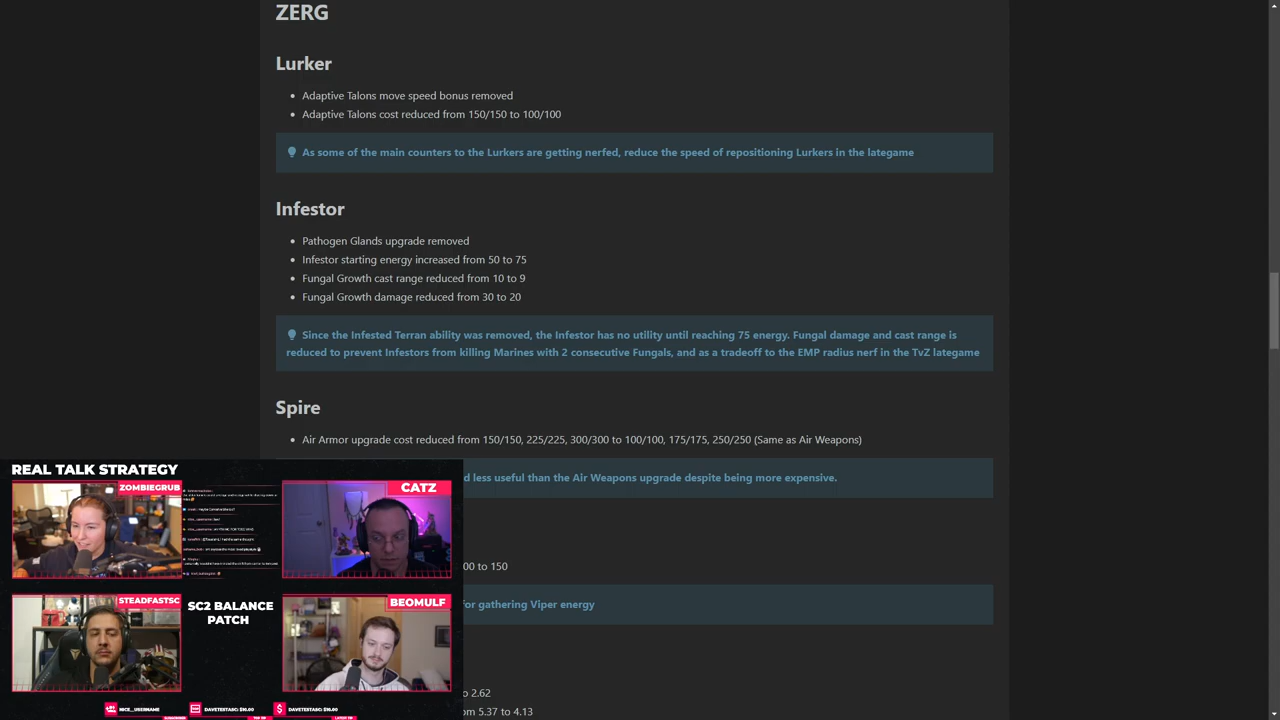 ZERG
Lurker
Adaptive Talons move speed bonus removed
Adaptive Talons cost reduced from 150/150 to 100/100
As some of the main counters to the Lurkers are getting nerfed, reduce the speed of repositioning Lurkers in the lategame
Infestor
Pathogen Glands upgrade removed
Infestor starting energy increased from 50 to 75
Fungal Growth cast range reduced from 10 to 9
Fungal Growth damage reduced from 30 to 20
Since the Infested Terran ability was removed, the Infestor has no utility until reaching 75 energy. Fungal damage and cast range is
reduced to prevent Infestors from killing Marines with 2 consecutive Fungals, and as a tradeoff to the EMP radius nerf in the TvZ lategame
Spire
Air Armor upgrade cost reduced from 150/150, 225/225, 300/300 to 100/100, 175/175, 250/250 (Same as Air Weapons)
d less useful than the Air Weapons upgrade despite being more expensive.
00 to 150
for gathering Viper energy
o 2.62
om 5.37 to 4.13
REAL TALK STRATEGY
ZOMBIEGRUB
CATZ
STEADFASTSC
SC2 BALANCE
PATCH
BEOMULF
NICE__USERNAME
DAVETESTASC: $10.00
DAVETESTASC: $10.00